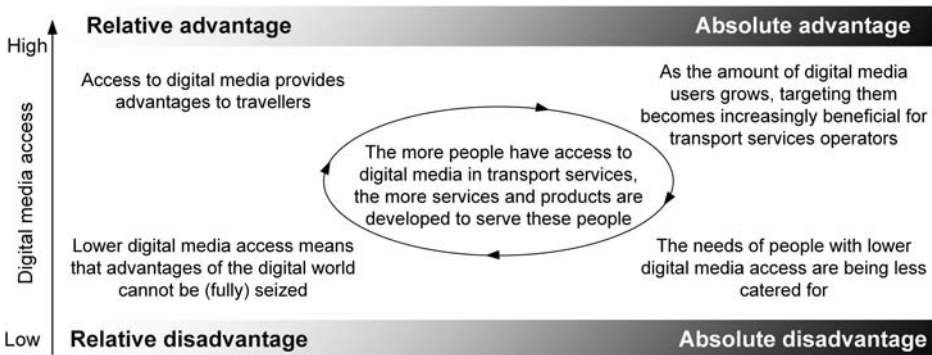 Relative advantage
Absolute advantage
High
Digital media access
Low
Access to digital media provides
advantages to travellers
As the amount of digital media
users grows, targeting them
becomes increasingly beneficial for
transport services operators
The more people have access to
digital media in transport services,
the more services and products are
developed to serve these people
Lower digital media access means
that advantages of the digital world
cannot be (fully) seized
The needs of people with lower
digital media access are being less
catered for
Relative disadvantage
Absolute disadvantage